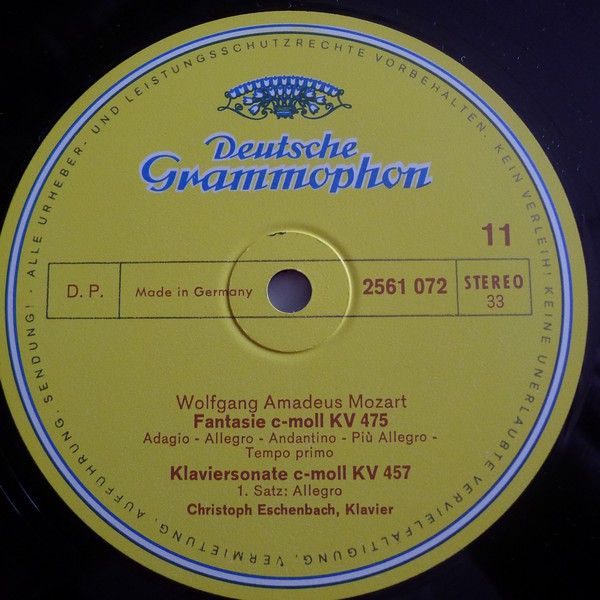 ALLE URHEBER- UND LEISTUNGSSCHUTZRECHTE VORBEHALTEN. KEIN VERLEIH! KEINE UNERLAUBTE VERVIELFÄLTIGUNG, VERMIETUNG, AUFFÜHRUNG, SENDUNG!
Deutsche
Grammophon
11
D. P.
Made in Germany
2561 072
STEREO
33
Wolfgang Amadeus Mozart
Fantasie c-moll KV 475
Adagio - Allegro - Andantino - Più Allegro -
Tempo primo
Klaviersonate c-moll KV 457
1. Satz: Allegro
Christoph Eschenbach, Klavier